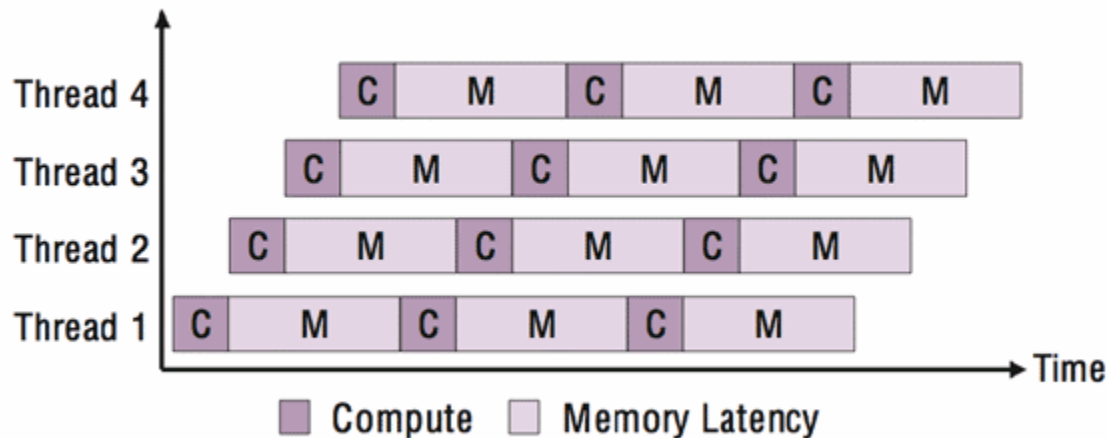 Thread 4 C M C M C M
Thread 3 C M C M C M
Thread 2 C M C M C M
Thread 1 C M C M C M
Time
Compute Memory Latency